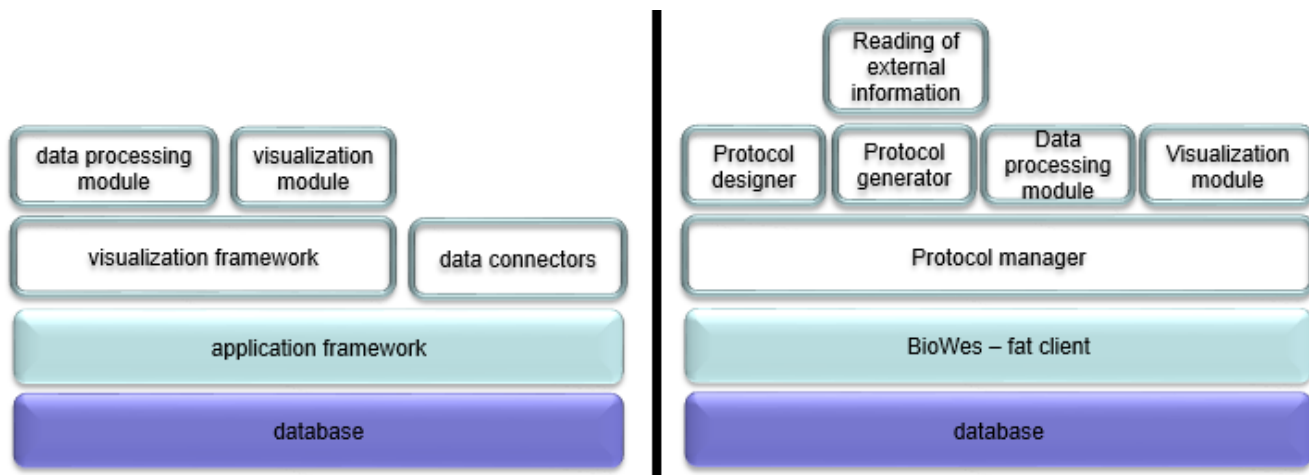 data processing
module
visualization
module
visualization framework
data connectors
application framework
database
Reading of
external
information
Protocol
designer
Protocol
generator
Data
processing
module
Visualization
module
Protocol manager
BioWes – fat client
database